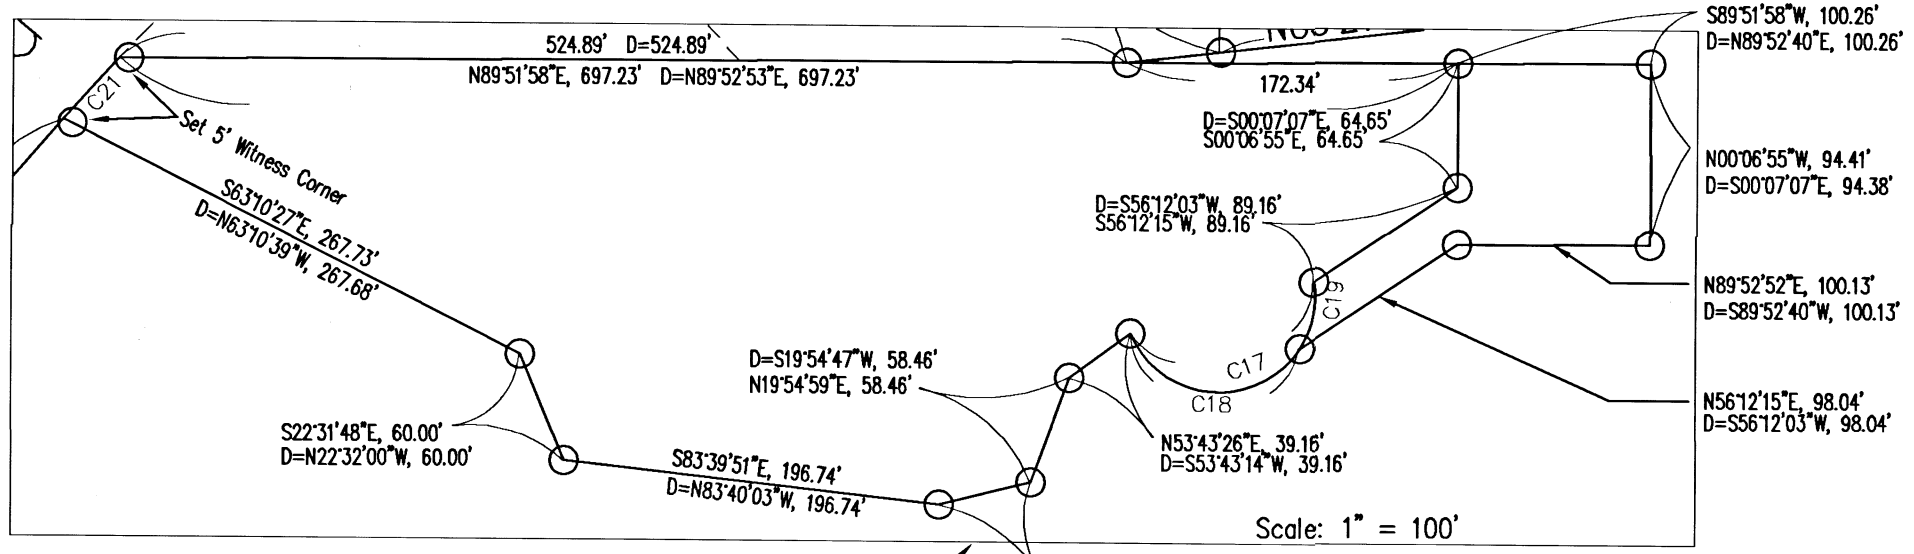 S89°51'58"W, 100.26'
D=N89°52'40"E, 100.26'
524.89' D=524.89'
N89°51'58"E, 697.23' D=N89°52'53"E, 697.23'
172.34'
C21
Set 5' Witness Corner
D=S00°07'07"E, 64.65'
S00°06'55"E, 64.65'
N00°06'55"W, 94.41'
D=S00°07'07"E, 94.38'
S63°10'27"E, 267.73'
D=N63°10'39"W, 267.68'
D=S56°12'03"W, 89.16'
S56°12'15"W, 89.16'
C19
N89°52'52"E, 100.13'
D=S89°52'40"W, 100.13'
D=S19°54'47"W, 58.46'
N19°54'59"E, 58.46'
C17
C18
N56°12'15"E, 98.04'
D=S56°12'03"W, 98.04'
S22°31'48"E, 60.00'
D=N22°32'00"W, 60.00'
N53°43'26"E, 39.16'
D=S53°43'14"W, 39.16'
S83°39'51"E, 196.74'
D=N83°40'03"W, 196.74'
Scale: 1" = 100'